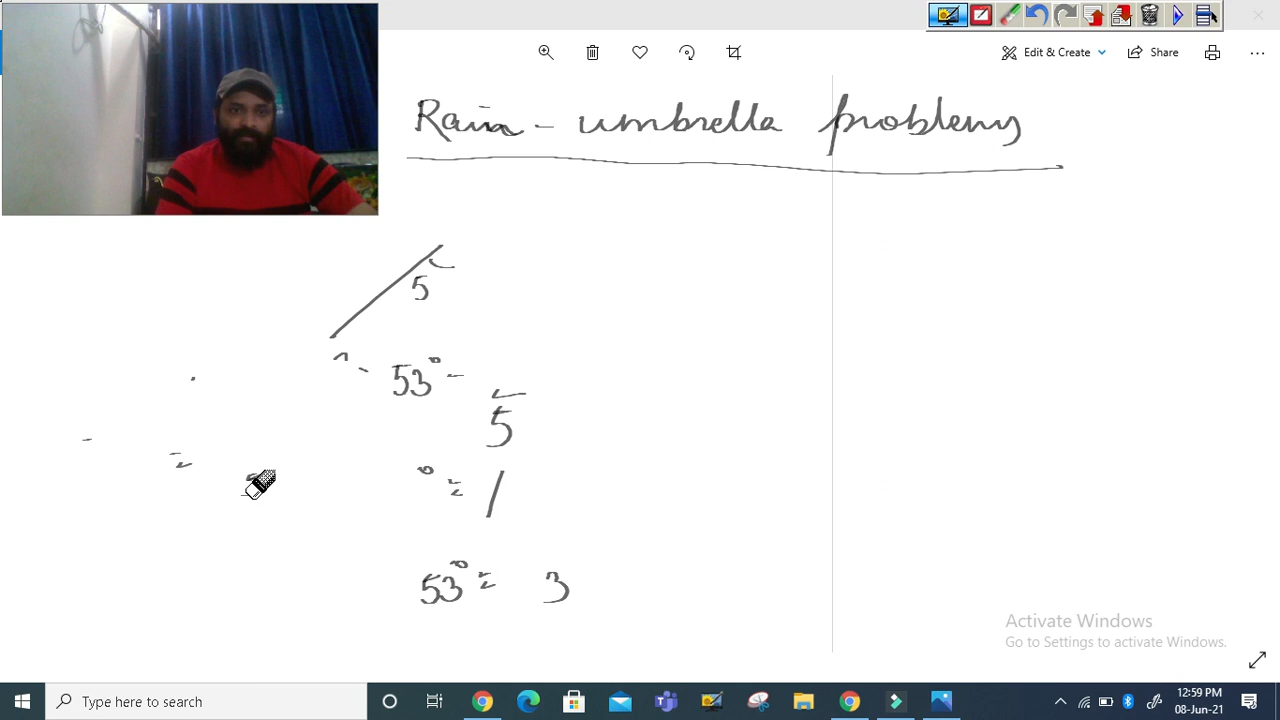 Edit & Create
Share
Rain - umbrella problems
5
53° =
5
° = /
53° = 3
Activate Windows
Go to Settings to activate Windows.
Type here to search
12:59 PM
08-Jun-21